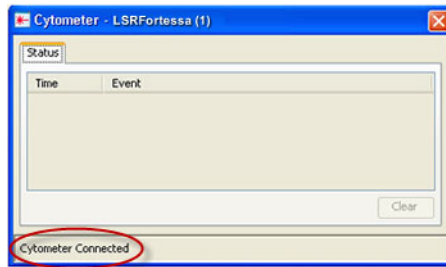 Cytometer - LSRFortessa (1)
Status
Time Event
Clear
Cytometer Connected